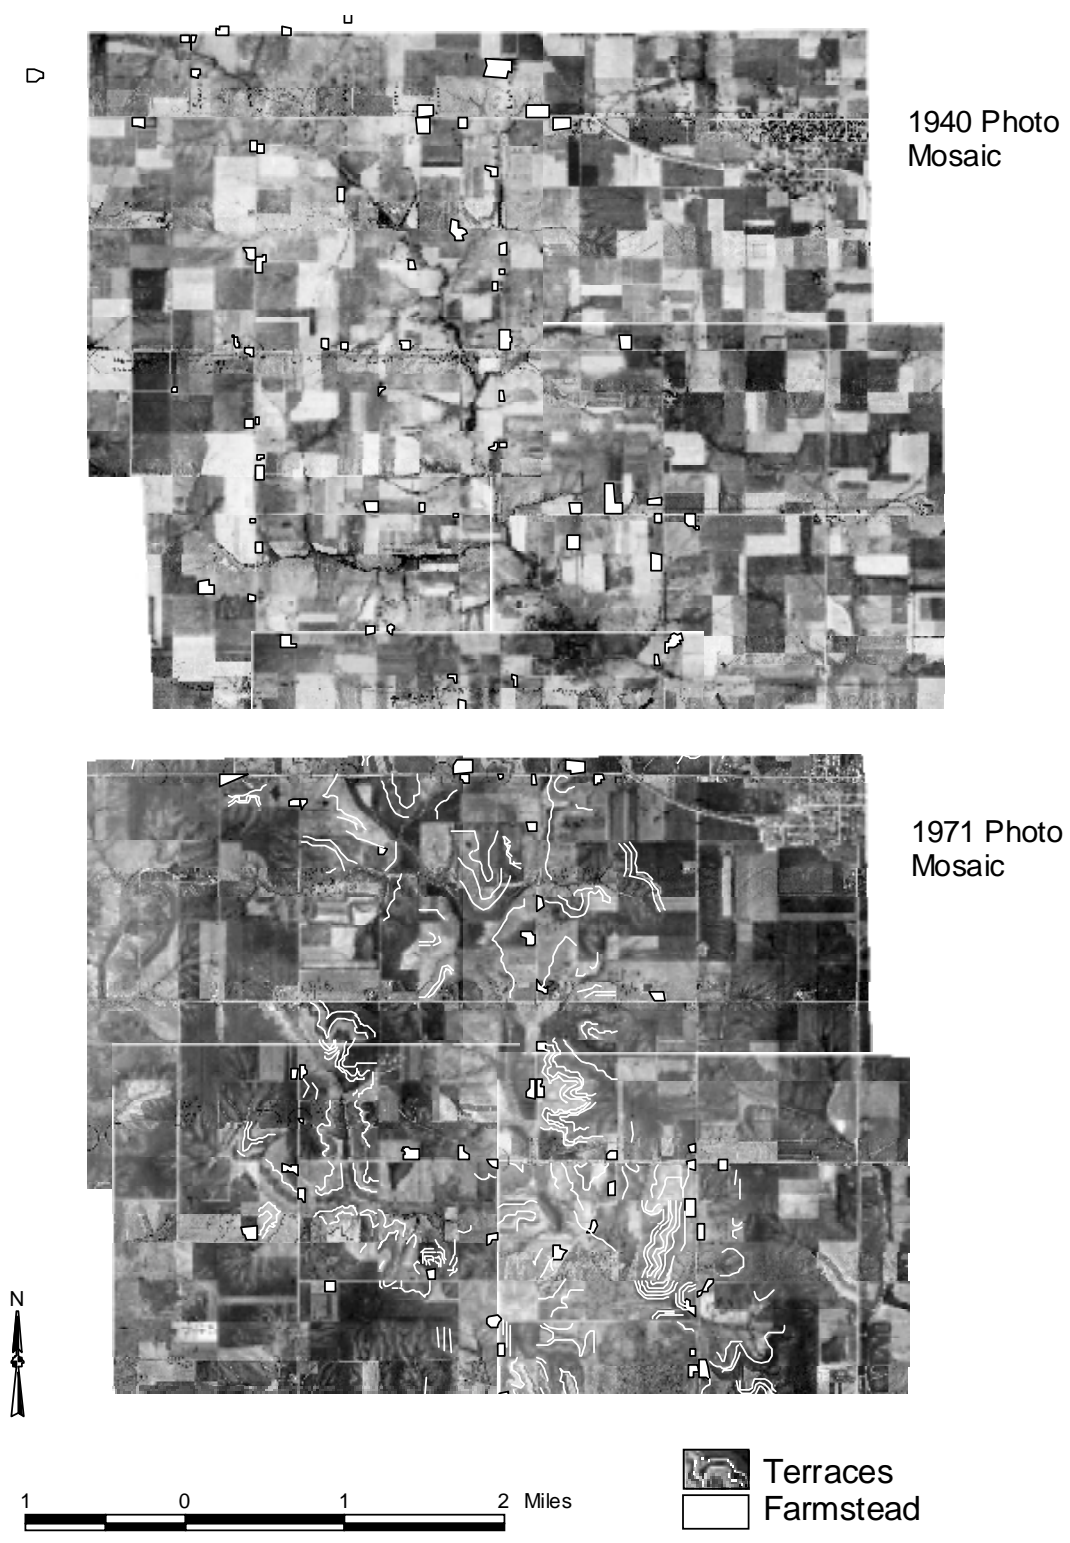 1940 Photo
Mosaic
1971 Photo
Mosaic
N
1 0 1 2 Miles
Terraces
Farmstead